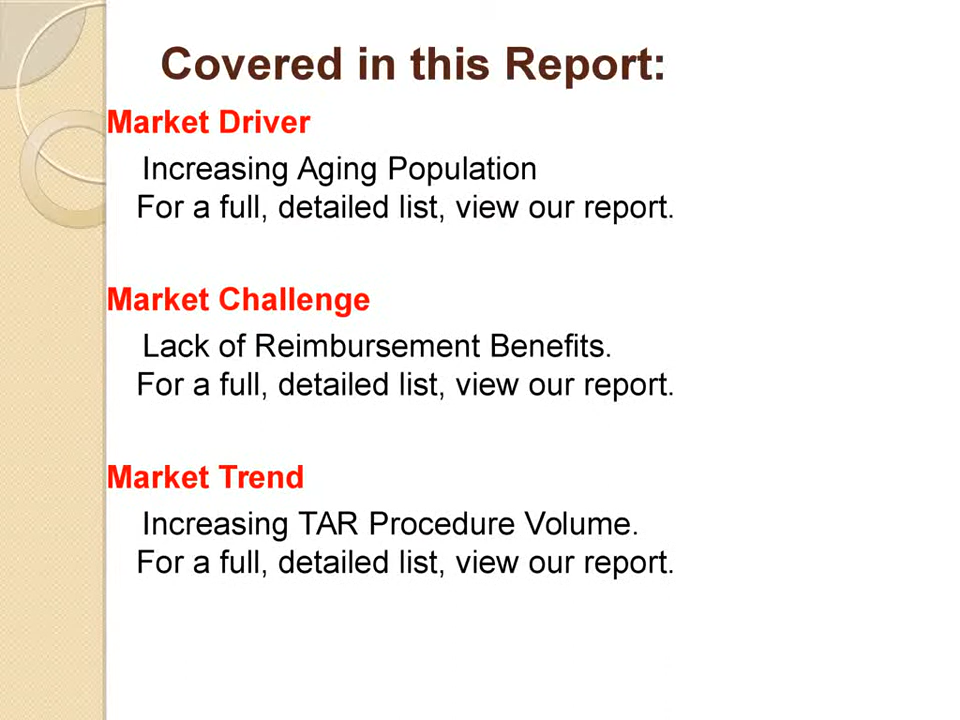 Covered in this Report:
Market Driver
Increasing Aging Population
For a full, detailed list, view our report.
Market Challenge
Lack of Reimbursement Benefits.
For a full, detailed list, view our report.
Market Trend
Increasing TAR Procedure Volume.
For a full, detailed list, view our report.